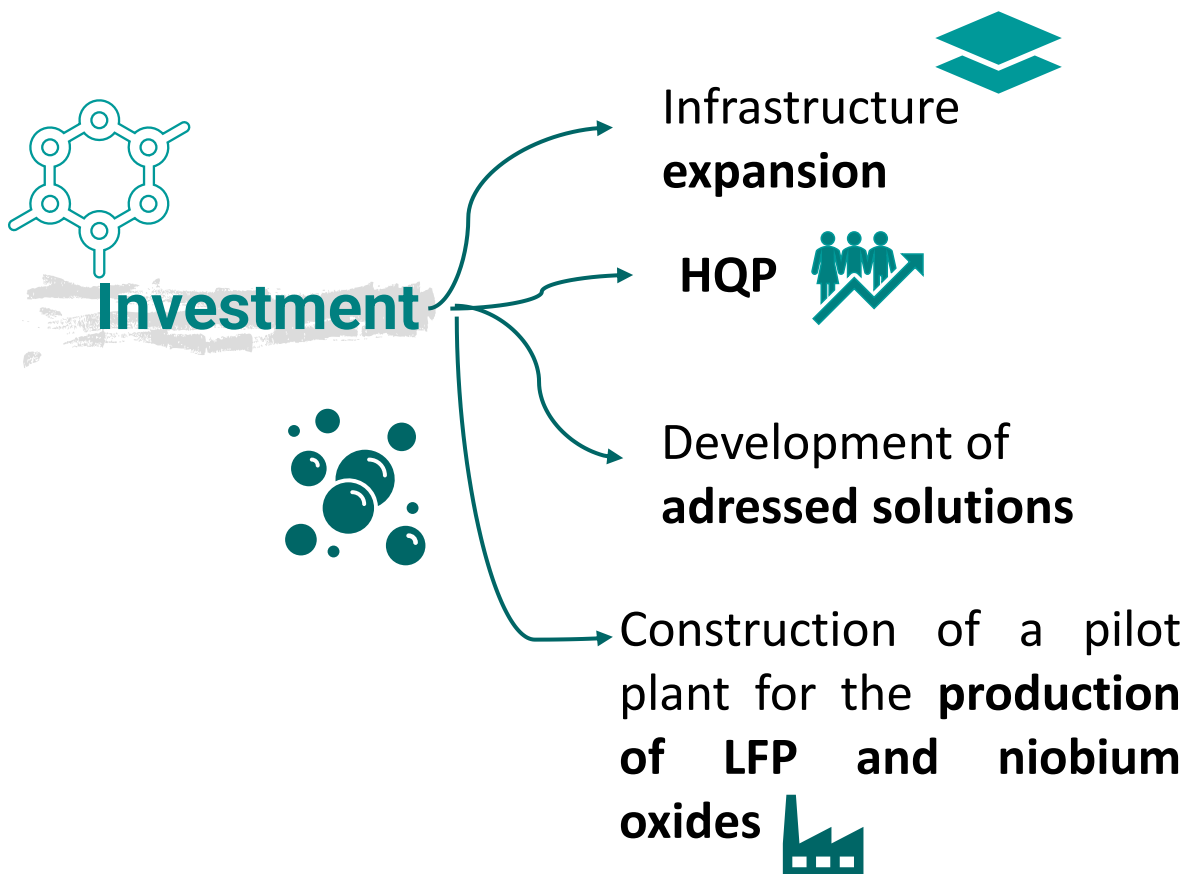 Infrastructure
expansion
HQP
Investment
Development of
adressed solutions
Construction of a pilot
plant for the production
of LFP and niobium
oxides